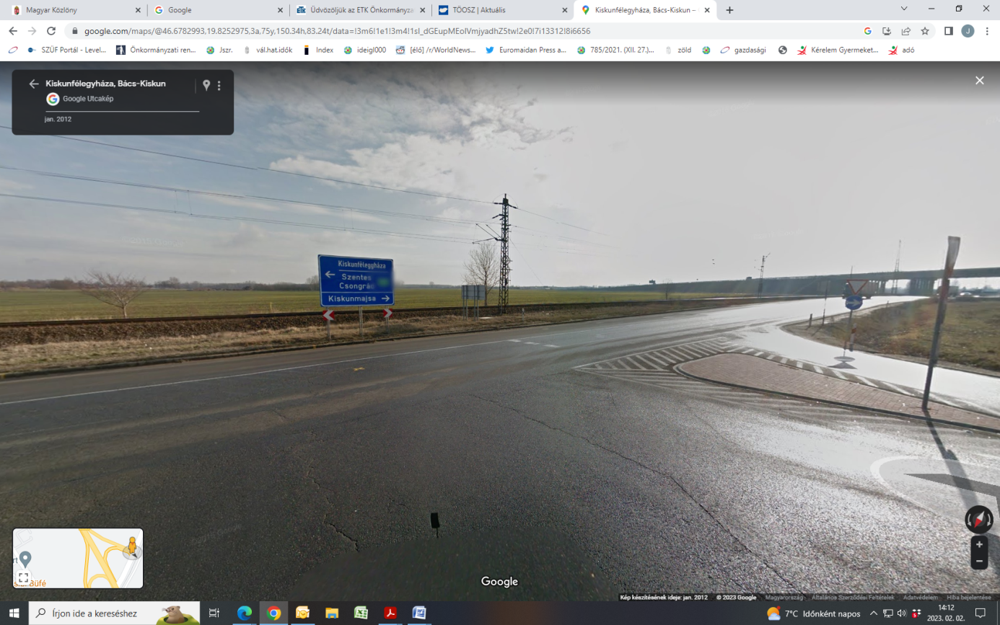 Magyar Közlöny
Google
Üdvözöljük az ETK Önkormányza
TÖOSZ | Aktuális
Kiskunfélegyháza, Bács-Kiskun –
google.com/maps/@46.6782993,19.8252975,3a,75y,150.34h,83.24t/data=!3m6!1e1!3m4!1sl_dGEupMEoIVmjyadhZ5tw!2e0!7i13312!8i6656
J
SZÜF Portál - Level...
Önkormányzati ren...
Jszr.
vál.hat.idők
Index
ideigl000
[élő] /r/WorldNews...
Euromaidan Press a...
785/2021. (XII. 27.)...
zöld
gazdasági
Kérelem Gyermeket...
adó
Kiskunfélegyháza, Bács-Kiskun
Google Utcakép
jan. 2012
Kiskunfélegyháza
Szentes
Csongrád
Kiskunmajsa
Büfé
Google
Kép készítésének ideje: jan. 2012 © 2023 Google Magyarország Általános Szerződési Feltételek Adatvédelem Hiba bejelentése
Írjon ide a kereséshez
7°C Időnként napos
14:12
2023. 02. 02.